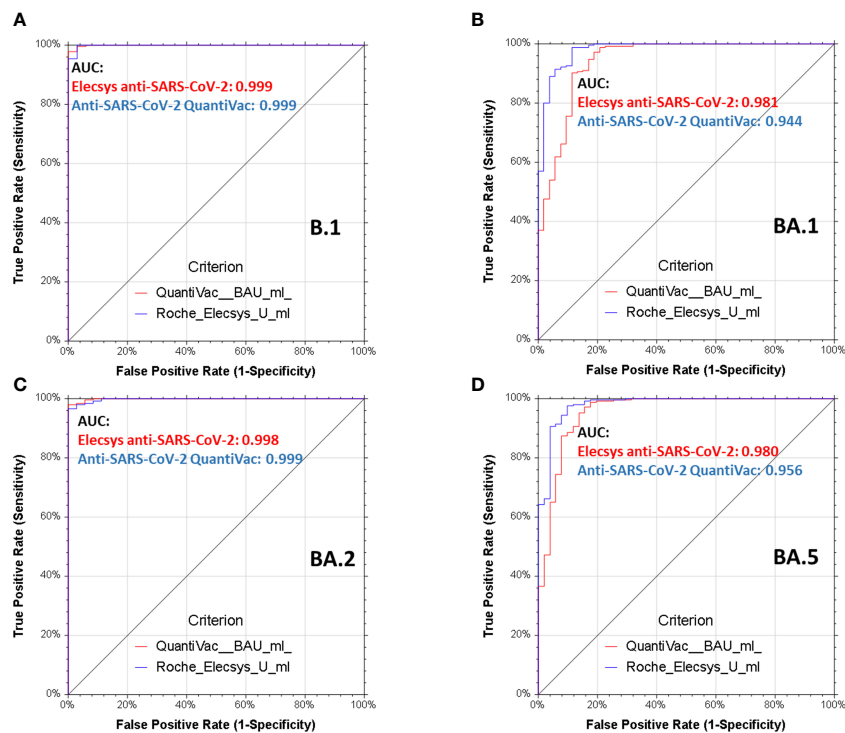 A
100%
80%
60%
40%
20%
0%
True Positive Rate (Sensitivity)
AUC:
Elecsys anti-SARS-CoV-2: 0.999
Anti-SARS-CoV-2 QuantiVac: 0.999
B.1
Criterion
QuantiVac__BAU_ml_
Roche_Elecsys_U_ml
0% 20% 40% 60% 80% 100%
False Positive Rate (1-Specificity)
B
100%
80%
60%
40%
20%
0%
True Positive Rate (Sensitivity)
AUC:
Elecsys anti-SARS-CoV-2: 0.981
Anti-SARS-CoV-2 QuantiVac: 0.944
BA.1
Criterion
QuantiVac__BAU_ml_
Roche_Elecsys_U_ml
0% 20% 40% 60% 80% 100%
False Positive Rate (1-Specificity)
C
100%
80%
60%
40%
20%
0%
True Positive Rate (Sensitivity)
AUC:
Elecsys anti-SARS-CoV-2: 0.998
Anti-SARS-CoV-2 QuantiVac: 0.999
BA.2
Criterion
QuantiVac__BAU_ml_
Roche_Elecsys_U_ml
0% 20% 40% 60% 80% 100%
False Positive Rate (1-Specificity)
D
100%
80%
60%
40%
20%
0%
True Positive Rate (Sensitivity)
AUC:
Elecsys anti-SARS-CoV-2: 0.980
Anti-SARS-CoV-2 QuantiVac: 0.956
BA.5
Criterion
QuantiVac__BAU_ml_
Roche_Elecsys_U_ml
0% 20% 40% 60% 80% 100%
False Positive Rate (1-Specificity)